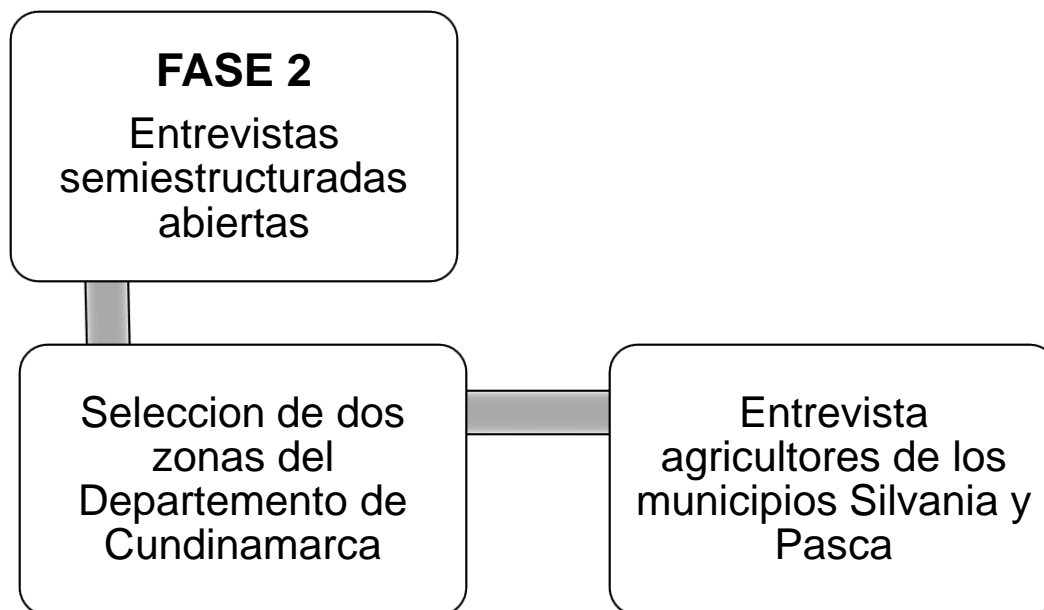 FASE 2
Entrevistas
semiestructuradas
abiertas
Seleccion de dos
zonas del
Departemento de
Cundinamarca
Entrevista
agricultores de los
municipios Silvania y
Pasca